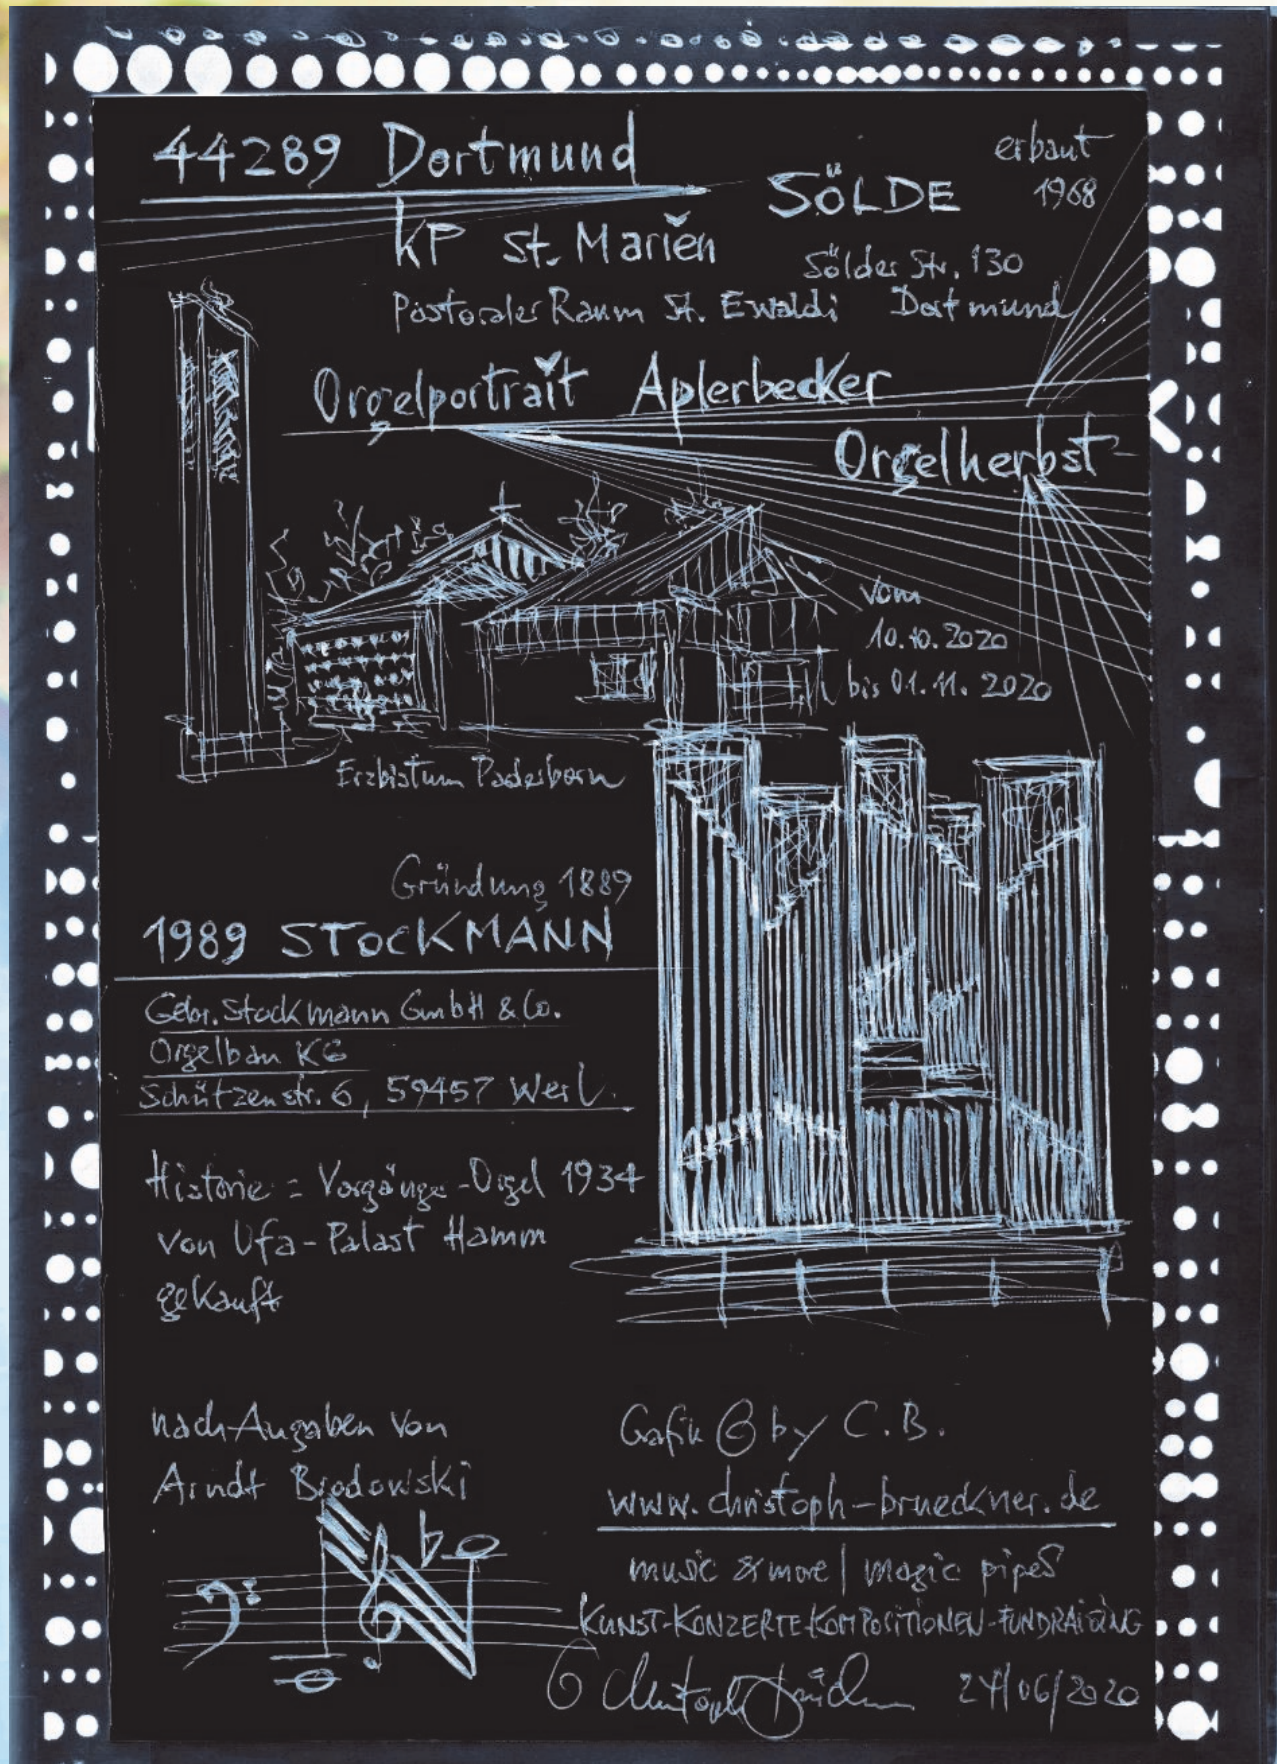 44289 Dortmund
erbaut
1968
SÖLDE
KP St. Marien
Sölder Str. 130
Pastoraler Raum St. Ewaldi Dortmund
Orgelportrait Aplerbecker
Orgelherbst
vom
10.10.2020
bis 01.11.2020
Erzbistum Paderborn
Gründung 1889
1989 STOCKMANN
Gebr. Stockmann GmbH & Co.
Orgelbau KG
Schützenstr. 6, 59457 Werl
Historie: Vorgänge-Orgel 1934
von Ufa-Palast Hamm
gekauft
nach Angaben von
Arndt Brodowski
Grafik © by C.B.
www.christoph-brueckner.de
music & more | magic pipes
KUNST-KONZERTE-KOMPOSITIONEN-FUNDRAISING
24/06/2020